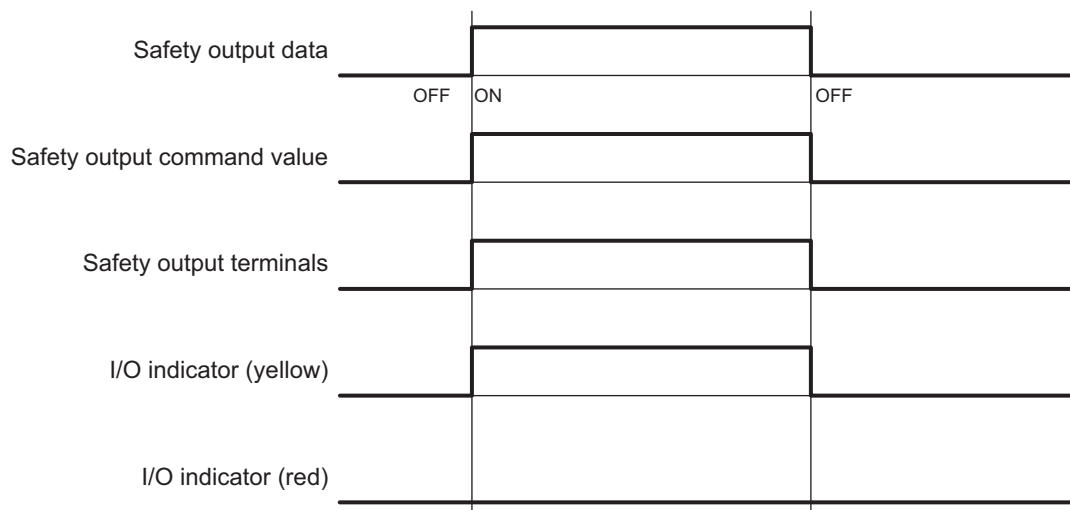 Safety output data
OFF ON OFF
Safety output command value
Safety output terminals
I/O indicator (yellow)
I/O indicator (red)